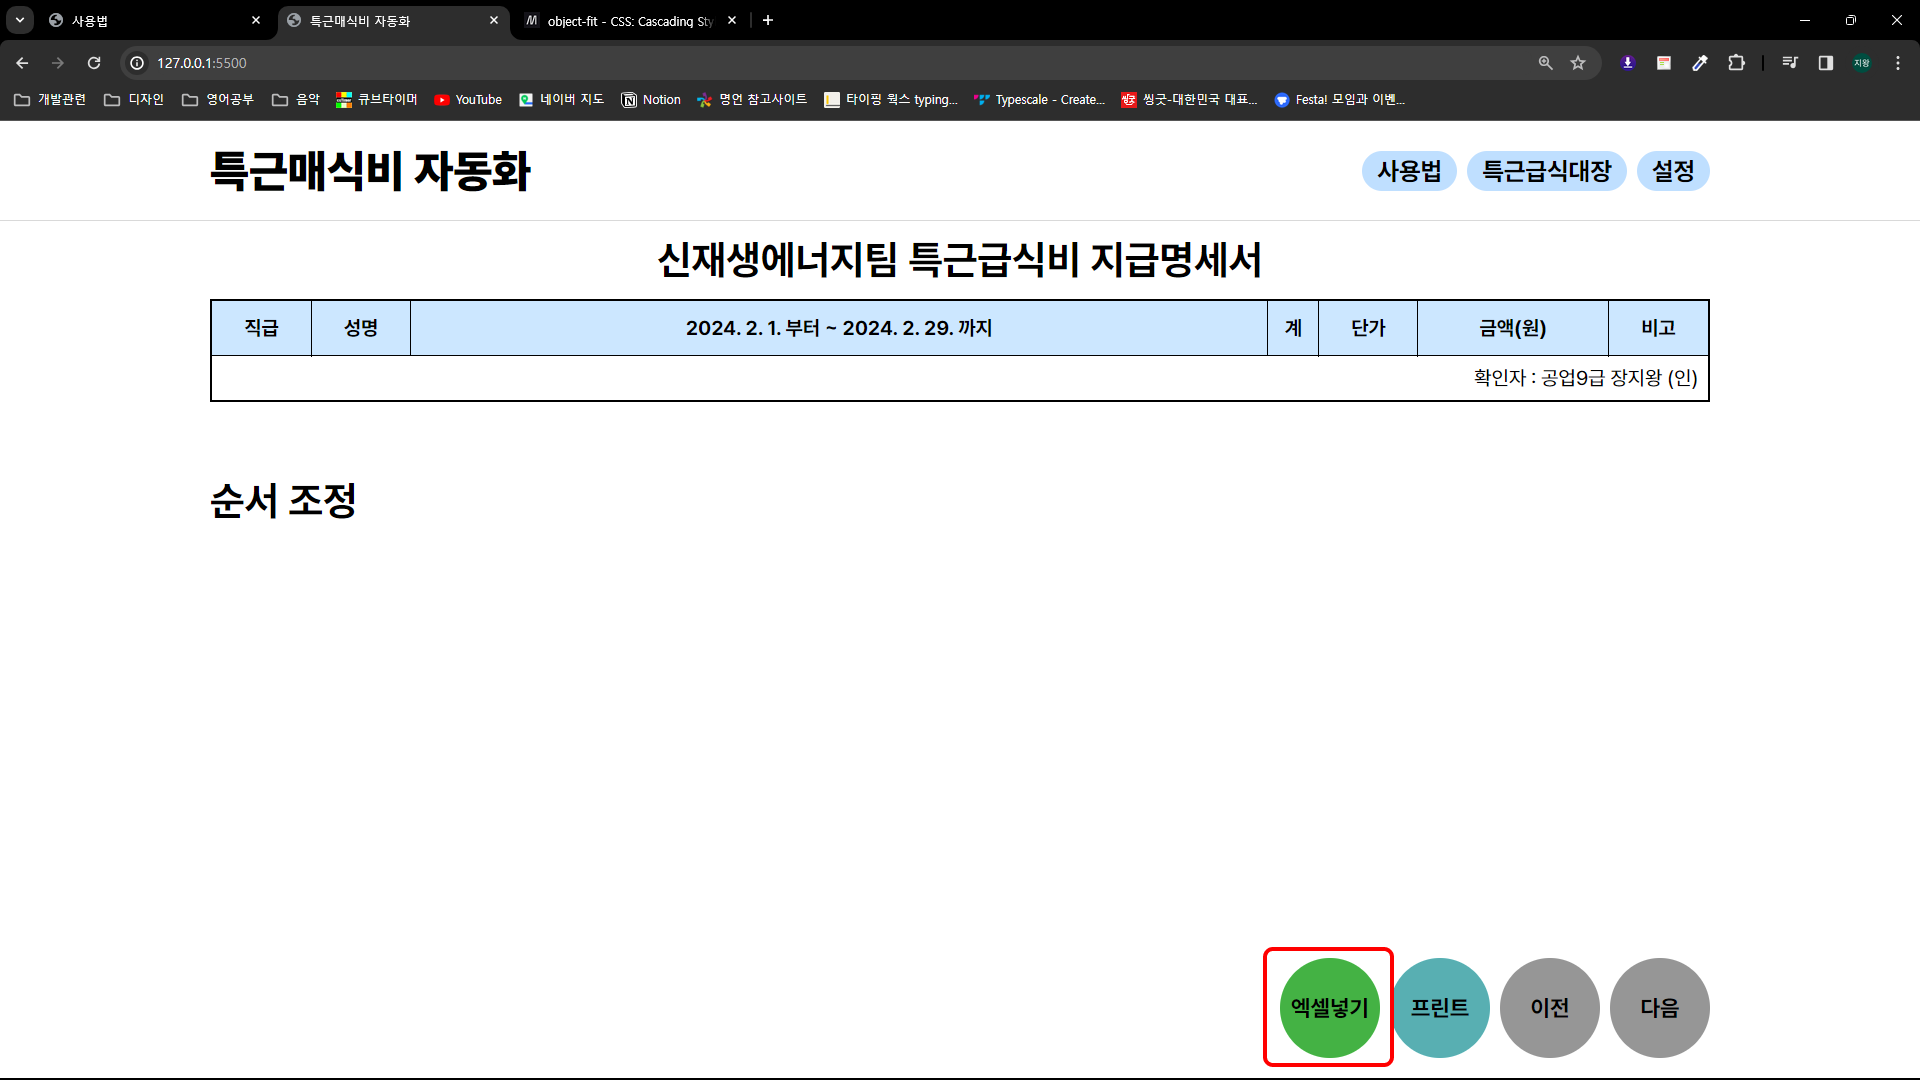 사용법
특근매식비 자동화
object-fit - CSS: Cascading Sty
127.0.0.1:5500
지왕
개발관련 디자인 영어공부 음악 큐브타이머 YouTube 네이버 지도 Notion 명언 참고사이트 타이핑 웍스 typing... Typescale - Create... 씽굿-대한민국 대표... Festa! 모임과 이벤...
특근매식비 자동화
사용법 특근급식대장 설정
신재생에너지팀 특근급식비 지급명세서
직급 성명 2024. 2. 1. 부터 ~ 2024. 2. 29. 까지 계 단가 금액(원) 비고
확인자 : 공업9급 장지왕 (인)
순서 조정
엑셀넣기 프린트 이전 다음